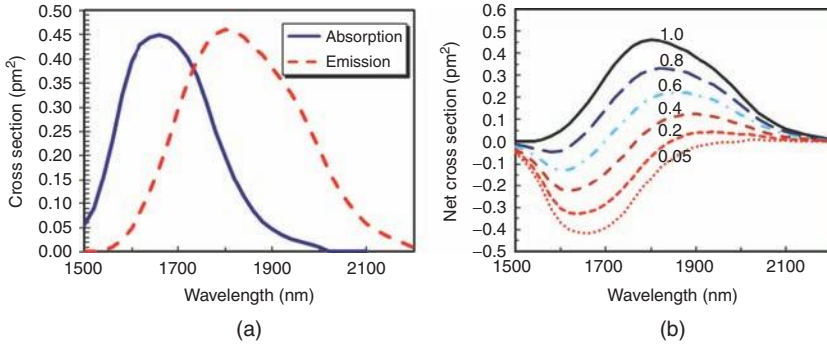 0.50
0.45
0.40
0.35
0.30
0.25
0.20
0.15
0.10
0.05
0.00
Cross section (pm²)
Absorption
Emission
1500 1700 1900 2100
Wavelength (nm)
(a)
0.6
0.5
0.4
0.3
0.2
0.1
0.0
−0.1
−0.2
−0.3
−0.4
−0.5
Net cross section (pm²)
1.0
0.8
0.6
0.4
0.2
0.05
1500 1700 1900 2100
Wavelength (nm)
(b)